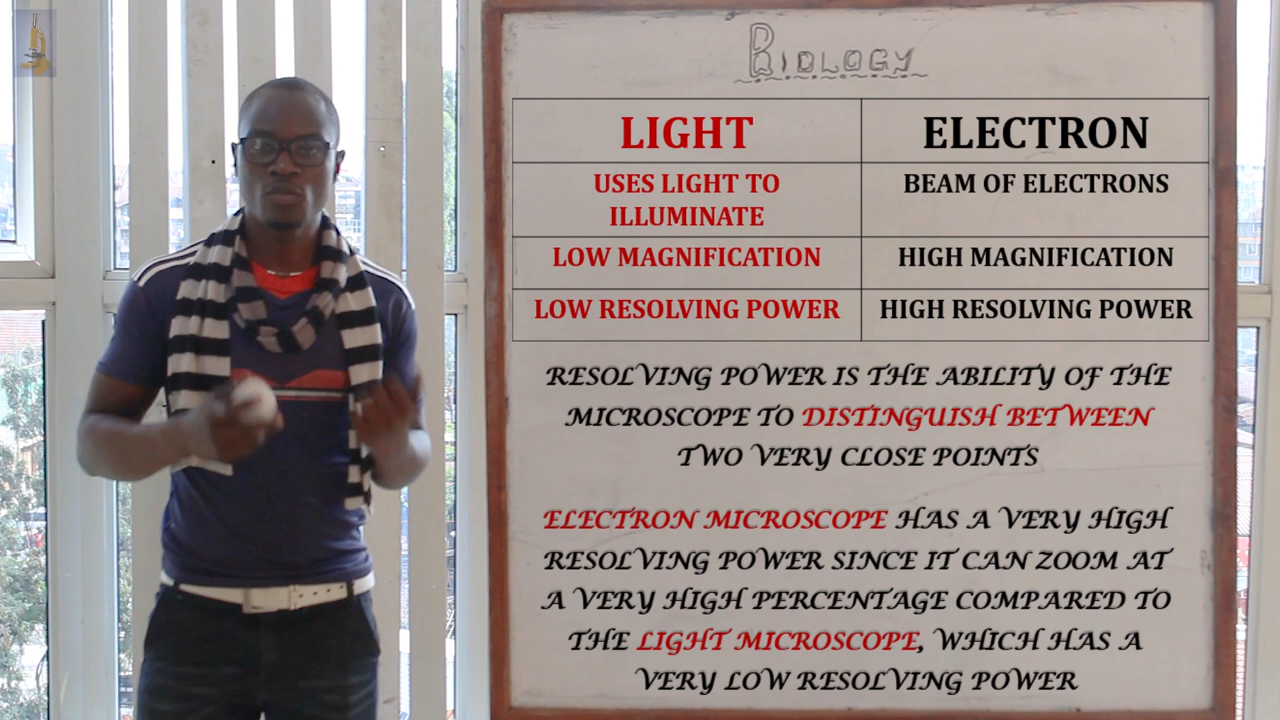 BIOLOGY
LIGHT
ELECTRON
USES LIGHT TO
ILLUMINATE
BEAM OF ELECTRONS
LOW MAGNIFICATION
HIGH MAGNIFICATION
LOW RESOLVING POWER
HIGH RESOLVING POWER
RESOLVING POWER IS THE ABILITY OF THE
MICROSCOPE TO DISTINGUISH BETWEEN
TWO VERY CLOSE POINTS
ELECTRON MICROSCOPE HAS A VERY HIGH
RESOLVING POWER SINCE IT CAN ZOOM AT
A VERY HIGH PERCENTAGE COMPARED TO
THE LIGHT MICROSCOPE, WHICH HAS A
VERY LOW RESOLVING POWER